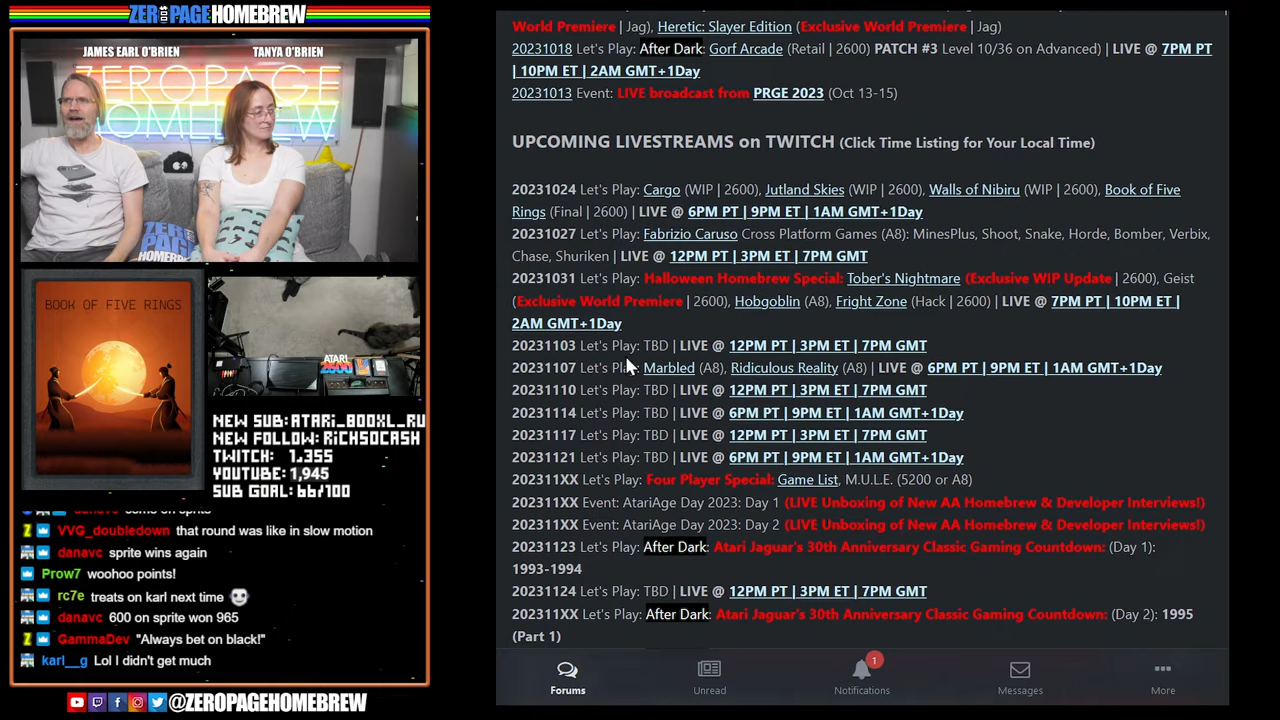 ZEROPAGEHOMEBREW
JAMES EARL O'BRIEN
TANYA O'BRIEN
ZEROPAGE
HOMEBREW
BOOK OF FIVE RINGS
ATARI
2600
NEW SUB:ATARI_800XL_RU
NEW FOLLOW:RICHSOCASH
TWITCH: 1,355
YOUTUBE: 1,945
SUB GOAL: 66/100
VVG_doubledown that round was like in slow motion
danavc sprite wins again
Prow7 woohoo points!
rc7e treats on karl next time
danavc 600 on sprite won 965
GammaDev "Always bet on black!"
karl__g Lol I didn't get much
@ZEROPAGEHOMEBREW
World Premiere | Jag), Heretic: Slayer Edition (Exclusive World Premiere | Jag)
20231018 Let's Play: After Dark: Gorf Arcade (Retail | 2600) PATCH #3 Level 10/36 on Advanced) | LIVE @ 7PM PT
| 10PM ET | 2AM GMT+1Day
20231013 Event: LIVE broadcast from PRGE 2023 (Oct 13-15)
UPCOMING LIVESTREAMS on TWITCH (Click Time Listing for Your Local Time)
20231024 Let's Play: Cargo (WIP | 2600), Jutland Skies (WIP | 2600), Walls of Nibiru (WIP | 2600), Book of Five
Rings (Final | 2600) | LIVE @ 6PM PT | 9PM ET | 1AM GMT+1Day
20231027 Let's Play: Fabrizio Caruso Cross Platform Games (A8): MinesPlus, Shoot, Snake, Horde, Bomber, Verbix,
Chase, Shuriken | LIVE @ 12PM PT | 3PM ET | 7PM GMT
20231031 Let's Play: Halloween Homebrew Special: Tober's Nightmare (Exclusive WIP Update | 2600), Geist
(Exclusive World Premiere | 2600), Hobgoblin (A8), Fright Zone (Hack | 2600) | LIVE @ 7PM PT | 10PM ET |
2AM GMT+1Day
20231103 Let's Play: TBD | LIVE @ 12PM PT | 3PM ET | 7PM GMT
20231107 Let's Play: Marbled (A8), Ridiculous Reality (A8) | LIVE @ 6PM PT | 9PM ET | 1AM GMT+1Day
20231110 Let's Play: TBD | LIVE @ 12PM PT | 3PM ET | 7PM GMT
20231114 Let's Play: TBD | LIVE @ 6PM PT | 9PM ET | 1AM GMT+1Day
20231117 Let's Play: TBD | LIVE @ 12PM PT | 3PM ET | 7PM GMT
20231121 Let's Play: TBD | LIVE @ 6PM PT | 9PM ET | 1AM GMT+1Day
202311XX Let's Play: Four Player Special: Game List, M.U.L.E. (5200 or A8)
202311XX Event: AtariAge Day 2023: Day 1 (LIVE Unboxing of New AA Homebrew & Developer Interviews!)
202311XX Event: AtariAge Day 2023: Day 2 (LIVE Unboxing of New AA Homebrew & Developer Interviews!)
20231123 Let's Play: After Dark: Atari Jaguar's 30th Anniversary Classic Gaming Countdown: (Day 1):
1993-1994
20231124 Let's Play: TBD | LIVE @ 12PM PT | 3PM ET | 7PM GMT
202311XX Let's Play: After Dark: Atari Jaguar's 30th Anniversary Classic Gaming Countdown: (Day 2): 1995
(Part 1)
1
Forums
Unread
Notifications
Messages
More